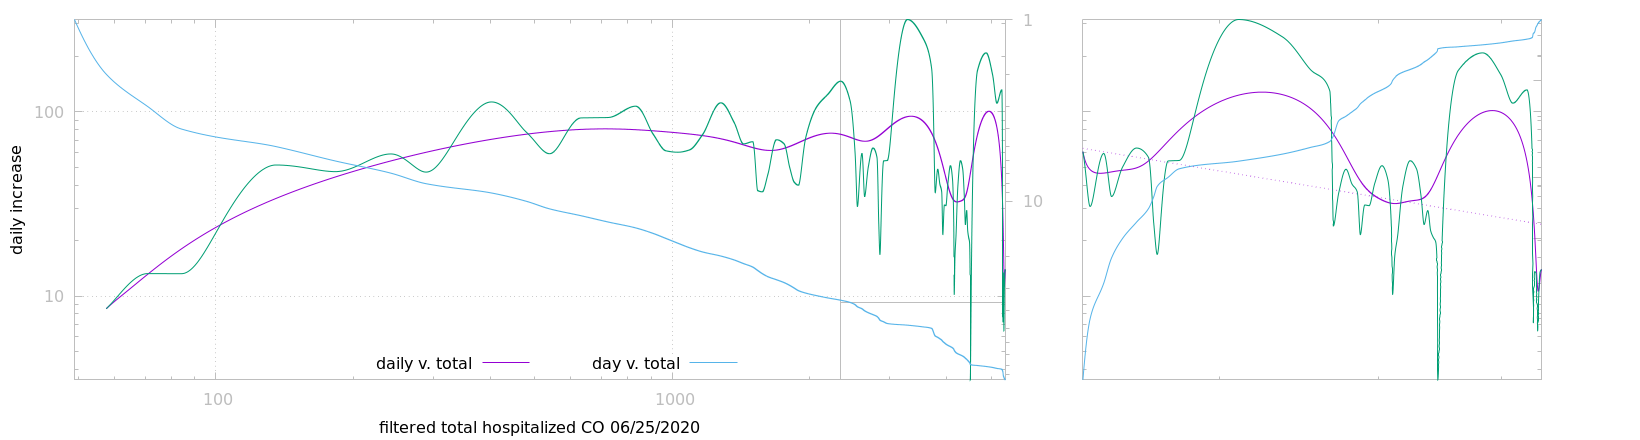 1
100
daily increase
10
10
daily v. total
day v. total
100
1000
filtered total hospitalized CO 06/25/2020